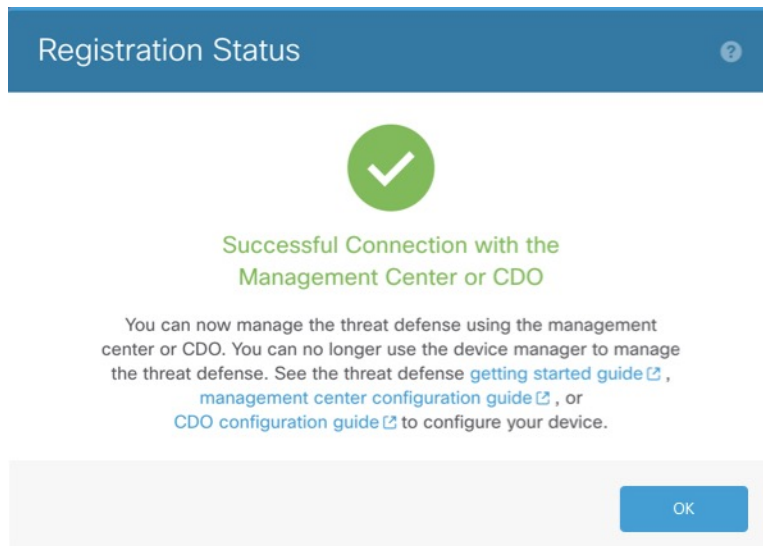 Registration Status
Successful Connection with the
Management Center or CDO
You can now manage the threat defense using the management
center or CDO. You can no longer use the device manager to manage
the threat defense. See the threat defense getting started guide ,
management center configuration guide , or
CDO configuration guide to configure your device.
OK